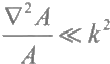 ∇²A / A ≪ k²